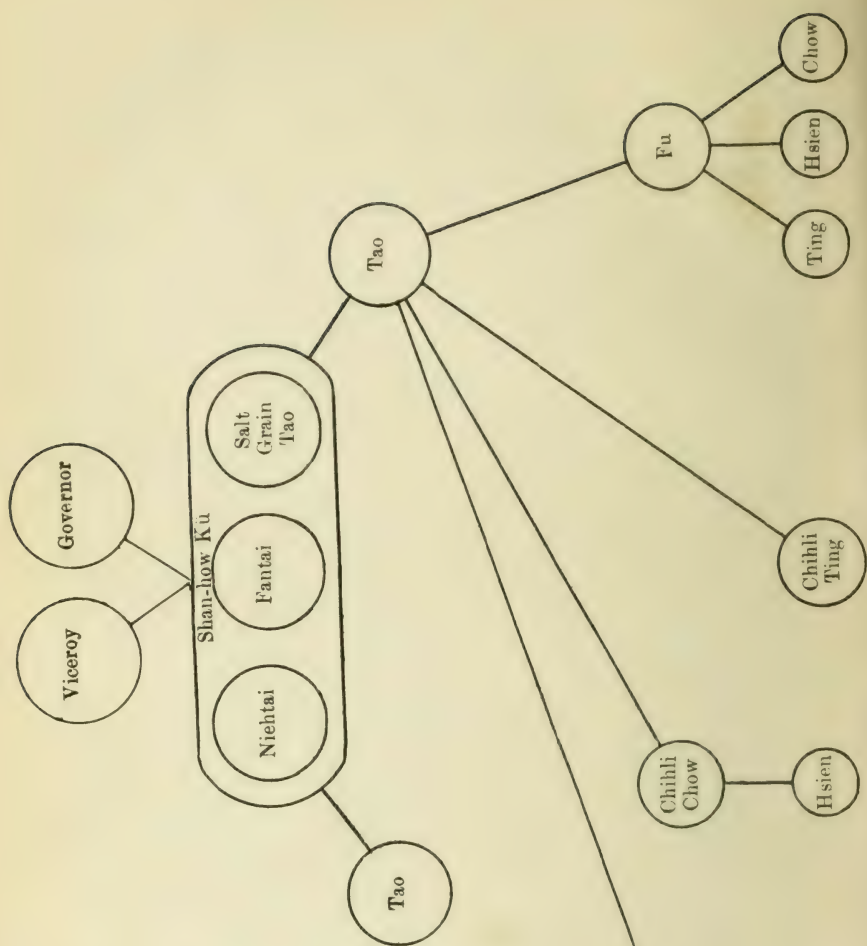 Viceroy
Governor
Shan-how Kü
Niehtai
Fantai
Salt
Grain
Tao
Tao
Tao
Chihli
Chow
Fu
Hsien
Chihli
Ting
Ting
Hsien
Chow